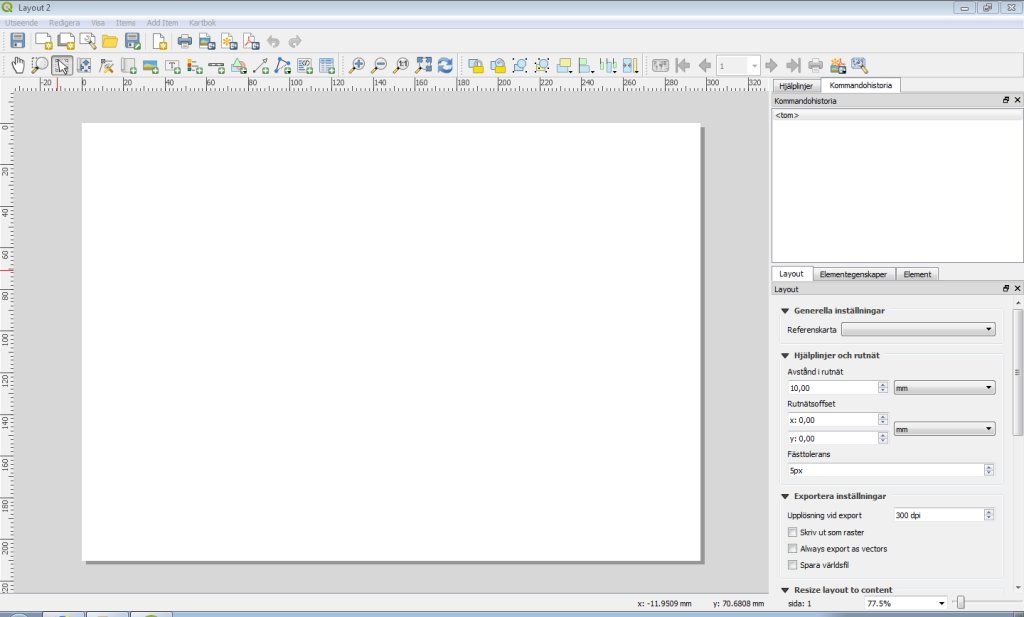 Layout 2
Utseende Redigera Visa Items Add Item Kartbok
1
-20 0 20 40 60 80 100 120 140 160 180 200 220 240 260 280 300 320
0
20
40
60
80
100
120
140
160
180
200
220
Hjälplinjer Kommandohistoria
Kommandohistoria
<tom>
Layout Elementegenskaper Element
Layout
Generella inställningar
Referenskarta
Hjälplinjer och rutnät
Avstånd i rutnät
10,00 mm
Rutnätsoffset
x: 0,00
mm
y: 0,00
Fästtolerans
5px
Exportera inställningar
Upplösning vid export 300 dpi
Skriv ut som raster
Always export as vectors
Spara världsfil
Resize layout to content
x: -11.9509 mm y: 70.6808 mm sida: 1 77.5%